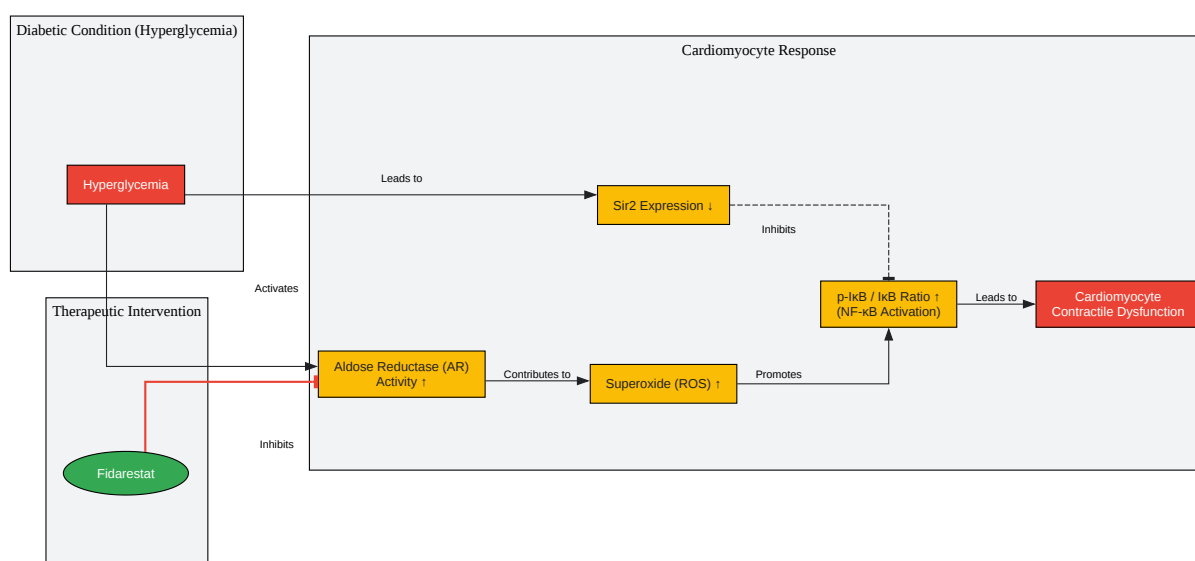 Diabetic Condition (Hyperglycemia)
Cardiomyocyte Response
Hyperglycemia
Leads to
Sir2 Expression ↓
Inhibits
Activates
p-IκB / IκB Ratio ↑
(NF-κB Activation)
Leads to
Cardiomyocyte
Contractile Dysfunction
Therapeutic Intervention
Aldose Reductase (AR)
Activity ↑
Contributes to
Superoxide (ROS) ↑
Promotes
Inhibits
Fidarestat